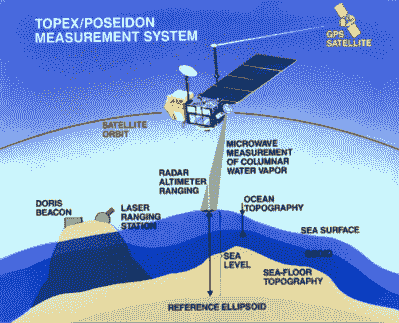 TOPEX/POSEIDON
MEASUREMENT SYSTEM
GPS
SATELLITE
SATELLITE
ORBIT
MICROWAVE
MEASUREMENT
OF COLUMNAR
WATER VAPOR
RADAR
ALTIMETER
RANGING
DORIS
BEACON
LASER
RANGING
STATION
OCEAN
TOPOGRAPHY
SEA SURFACE
GEOID
SEA
LEVEL
SEA-FLOOR
TOPOGRAPHY
REFERENCE ELLIPSOID